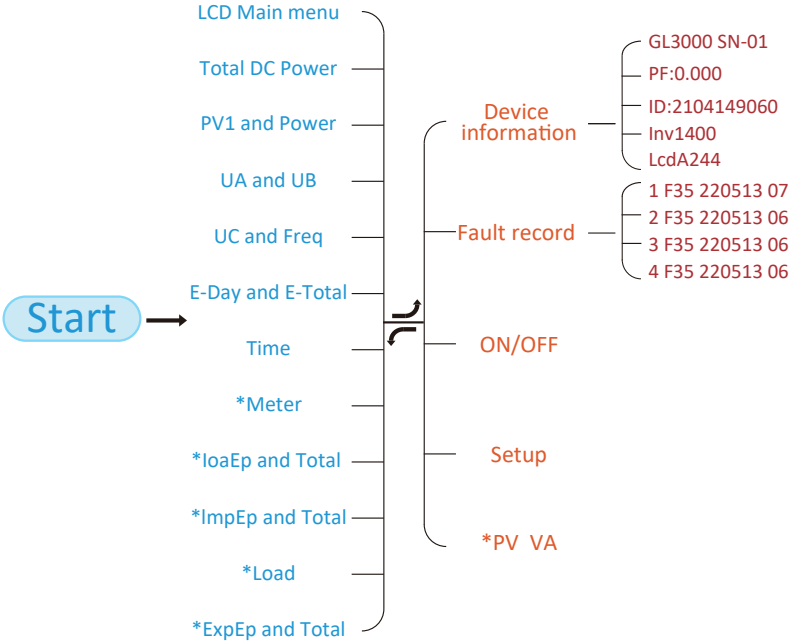 Start
LCD Main menu
Total DC Power
PV1 and Power
UA and UB
UC and Freq
E-Day and E-Total
Time
*Meter
*IoaEp and Total
*ImpEp and Total
*Load
*ExpEp and Total
Device
information
Fault record
ON/OFF
Setup
*PV VA
GL3000 SN-01
PF:0.000
ID:2104149060
Inv1400
LcdA244
1 F35 220513 07
2 F35 220513 06
3 F35 220513 06
4 F35 220513 06